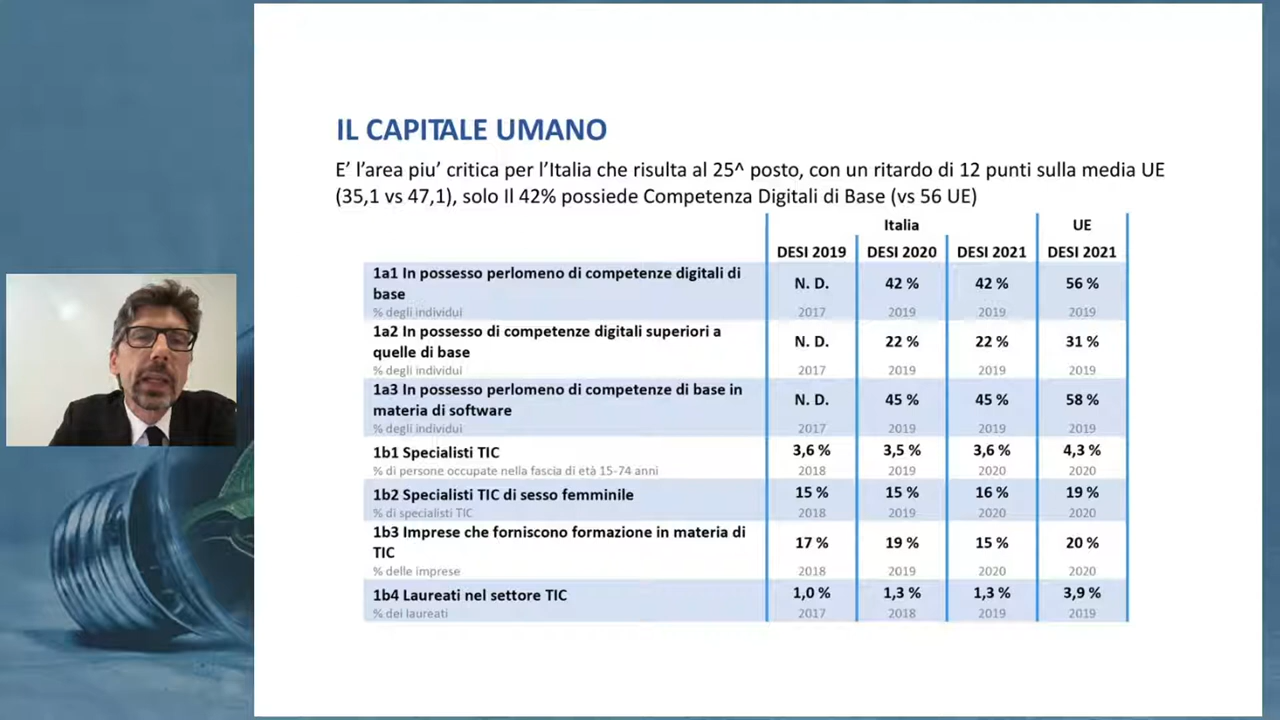 IL CAPITALE UMANO
E' l'area piu' critica per l'Italia che risulta al 25^ posto, con un ritardo di 12 punti sulla media UE
(35,1 vs 47,1), solo Il 42% possiede Competenza Digitali di Base (vs 56 UE)
Italia UE
DESI 2019 DESI 2020 DESI 2021 DESI 2021
1a1 In possesso perlomeno di competenze digitali di
base
N. D. 42 % 42 % 56 %
% degli individui 2017 2019 2019 2019
1a2 In possesso di competenze digitali superiori a
quelle di base
N. D. 22 % 22 % 31 %
% degli individui 2017 2019 2019 2019
1a3 In possesso perlomeno di competenze di base in
materia di software
N. D. 45 % 45 % 58 %
% degli individui 2017 2019 2019 2019
1b1 Specialisti TIC 3,6 % 3,5 % 3,6 % 4,3 %
% di persone occupate nella fascia di età 15-74 anni 2018 2019 2020 2020
1b2 Specialisti TIC di sesso femminile 15 % 15 % 16 % 19 %
% di specialisti TIC 2018 2019 2020 2020
1b3 Imprese che forniscono formazione in materia di
TIC
17 % 19 % 15 % 20 %
% delle imprese 2018 2019 2020 2020
1b4 Laureati nel settore TIC 1,0 % 1,3 % 1,3 % 3,9 %
% dei laureati 2017 2018 2019 2019